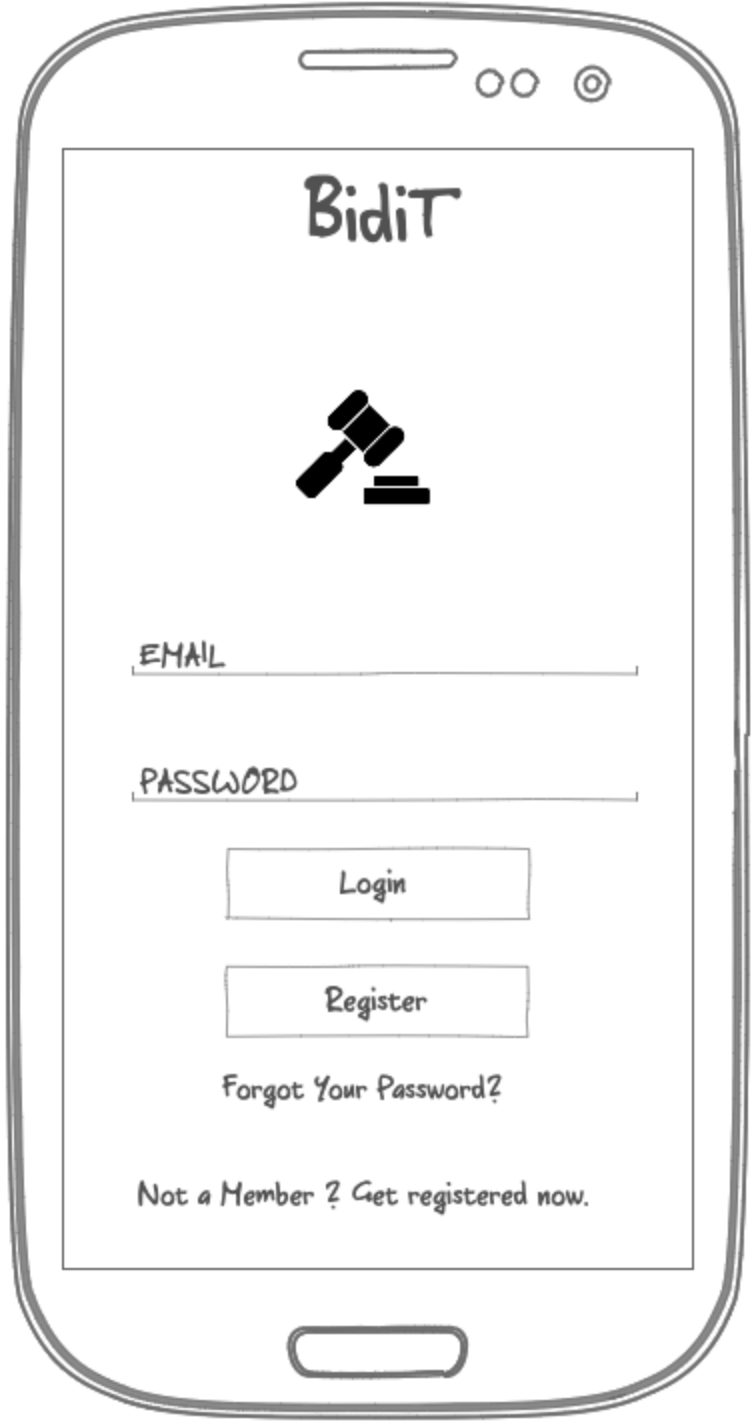 BidiT
EMAIL
PASSWORD
Login
Register
Forgot Your Password?
Not a Member ? Get registered now.